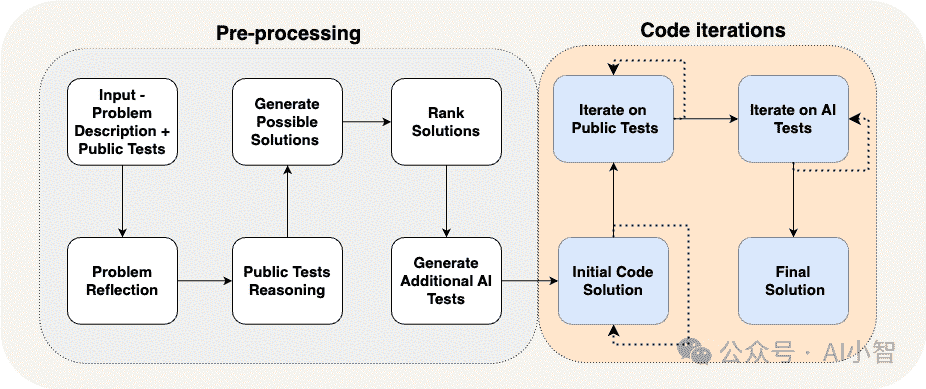 Pre-processing
Input -
Problem
Description +
Public Tests
Problem
Reflection
Public Tests
Reasoning
Generate
Possible
Solutions
Rank
Solutions
Generate
Additional AI
Tests
Code iterations
Initial Code
Solution
Iterate on
Public Tests
Iterate on AI
Tests
Final
Solution
公众号 · AI小智